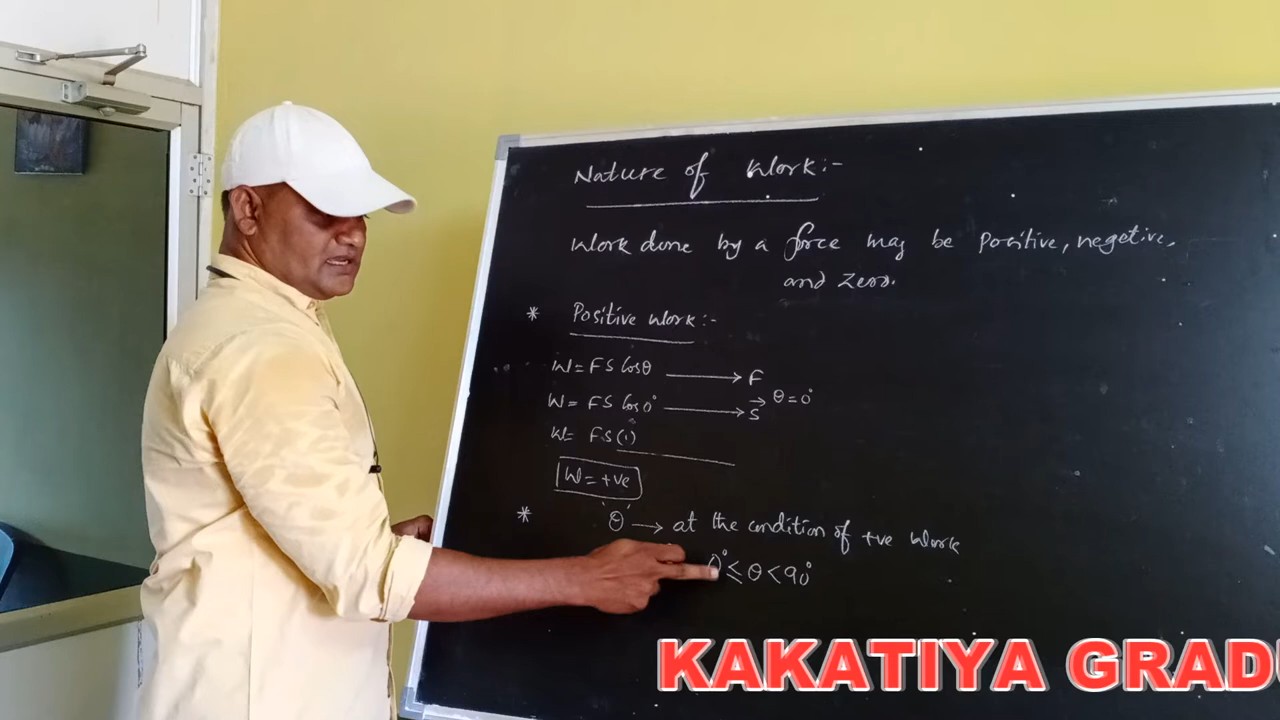 Nature of Work:-
Work done by a force may be Positive, negetive,
and zero.
* Positive Work:-
W = FS Cosθ → F
W = FS Cos0° → S⃗ θ = 0°
W = FS(1)
W = +ve
* 'θ' → at the condition of +ve Work
0° ≤ θ < 90°
KAKATIYA GRADU